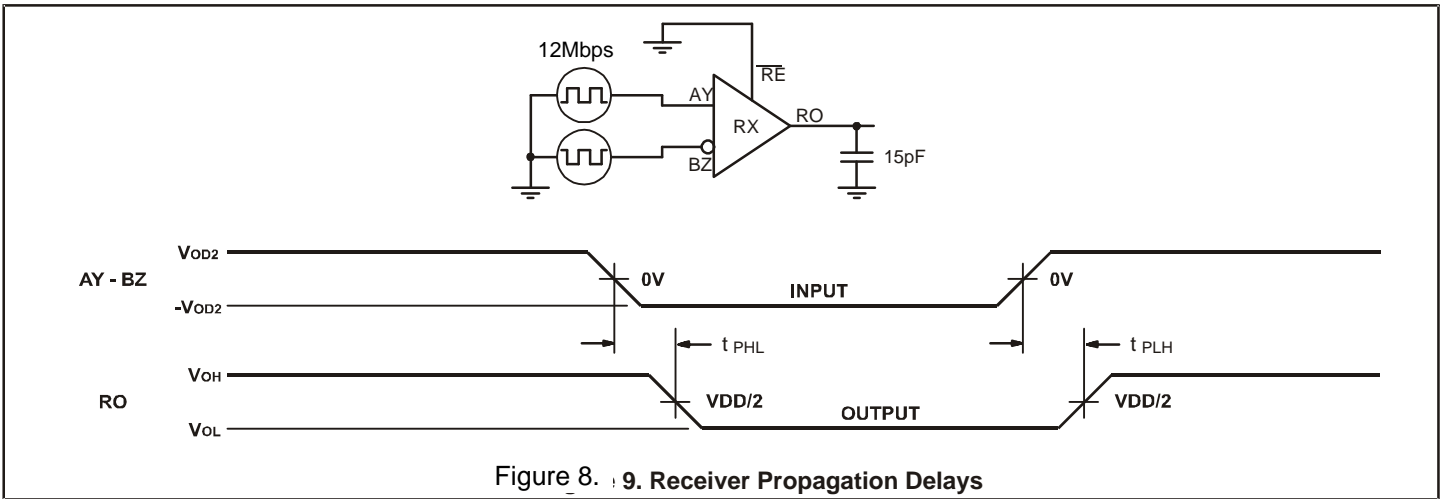 12Mbps
RE
AY
RX
RO
BZ
15pF
VOD2
AY - BZ
0V
INPUT
0V
-VOD2
t PHL
t PLH
VOH
RO
VDD/2
OUTPUT
VDD/2
VOL
Figure 8. 9. Receiver Propagation Delays